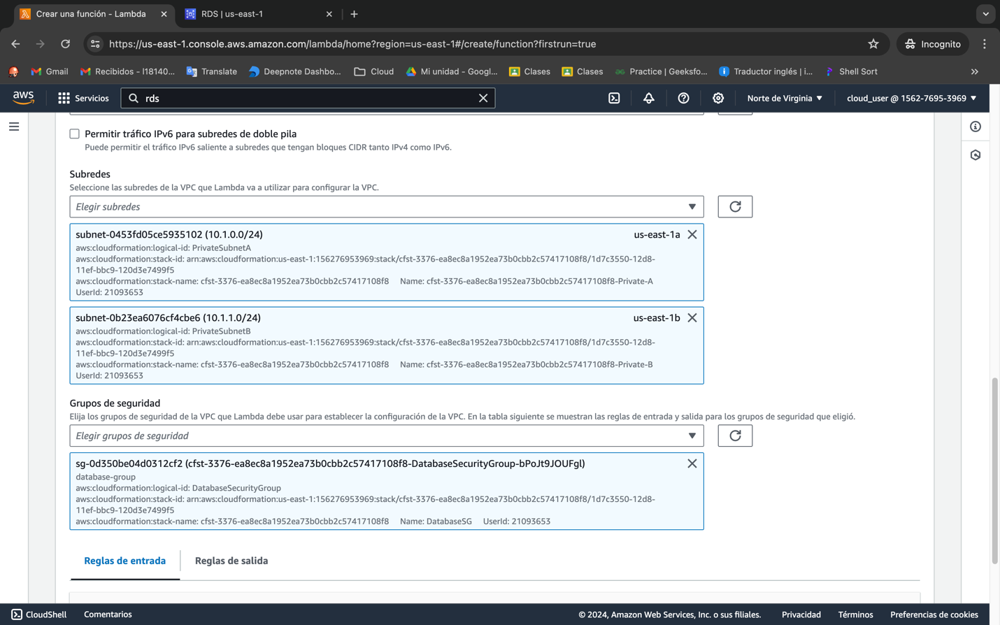 Crear una función - Lambda
RDS | us-east-1
https://us-east-1.console.aws.amazon.com/lambda/home?region=us-east-1#/create/function?firstrun=true
Incognito
Gmail
Recibidos - l18140...
Translate
Deepnote Dashbo...
Cloud
Mi unidad - Googl...
Clases
Clases
Practice | Geeksfo...
Traductor inglés | i...
Shell Sort
aws
Servicios
rds
Norte de Virginia
cloud_user @ 1562-7695-3969
Permitir tráfico IPv6 para subredes de doble pila
Puede permitir el tráfico IPv6 saliente a subredes que tengan bloques CIDR tanto IPv4 como IPv6.
Subredes
Seleccione las subredes de la VPC que Lambda va a utilizar para configurar la VPC.
Elegir subredes
subnet-0453fd05ce5935102 (10.1.0.0/24) us-east-1a
aws:cloudformation:logical-id: PrivateSubnetA
aws:cloudformation:stack-id: arn:aws:cloudformation:us-east-1:156276953969:stack/cfst-3376-ea8ec8a1952ea73b0cbb2c57417108f8/1d7c3550-12d8-
11ef-bbc9-120d3e7499f5
aws:cloudformation:stack-name: cfst-3376-ea8ec8a1952ea73b0cbb2c57417108f8 Name: cfst-3376-ea8ec8a1952ea73b0cbb2c57417108f8-Private-A
UserId: 21093653
subnet-0b23ea6076cf4cbe6 (10.1.1.0/24) us-east-1b
aws:cloudformation:logical-id: PrivateSubnetB
aws:cloudformation:stack-id: arn:aws:cloudformation:us-east-1:156276953969:stack/cfst-3376-ea8ec8a1952ea73b0cbb2c57417108f8/1d7c3550-12d8-
11ef-bbc9-120d3e7499f5
aws:cloudformation:stack-name: cfst-3376-ea8ec8a1952ea73b0cbb2c57417108f8 Name: cfst-3376-ea8ec8a1952ea73b0cbb2c57417108f8-Private-B
UserId: 21093653
Grupos de seguridad
Elija los grupos de seguridad de la VPC que Lambda debe usar para establecer la configuración de la VPC. En la tabla siguiente se muestran las reglas de entrada y salida para los grupos de seguridad que eligió.
Elegir grupos de seguridad
sg-0d350be04d0312cf2 (cfst-3376-ea8ec8a1952ea73b0cbb2c57417108f8-DatabaseSecurityGroup-bPoJt9JOUFgl)
database-group
aws:cloudformation:logical-id: DatabaseSecurityGroup
aws:cloudformation:stack-id: arn:aws:cloudformation:us-east-1:156276953969:stack/cfst-3376-ea8ec8a1952ea73b0cbb2c57417108f8/1d7c3550-12d8-
11ef-bbc9-120d3e7499f5
aws:cloudformation:stack-name: cfst-3376-ea8ec8a1952ea73b0cbb2c57417108f8 Name: DatabaseSG UserId: 21093653
Reglas de entrada
Reglas de salida
CloudShell
Comentarios
© 2024, Amazon Web Services, Inc. o sus filiales.
Privacidad
Términos
Preferencias de cookies